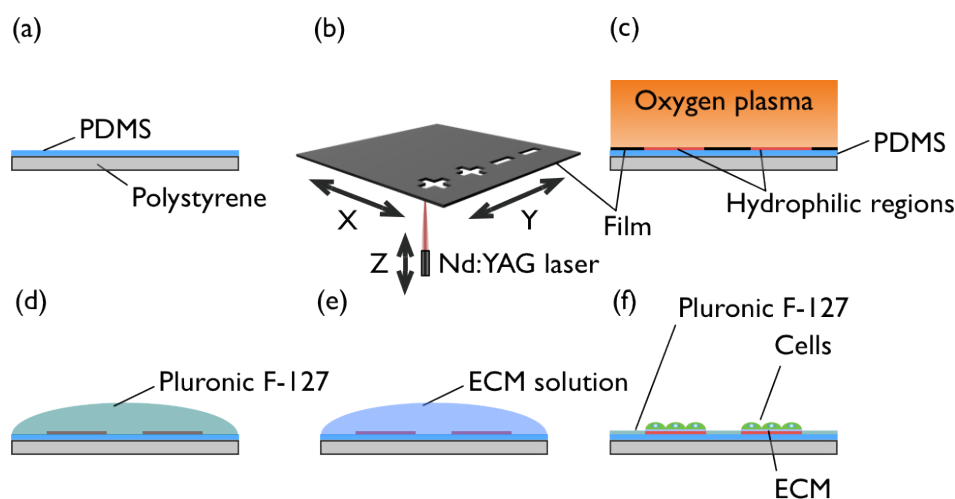 (a)
(b)
(c)
PDMS
Polystyrene
X
Y
Z
Nd:YAG laser
Film
Oxygen plasma
PDMS
Hydrophilic regions
(d)
(e)
(f)
Pluronic F-127
ECM solution
Pluronic F-127
Cells
ECM